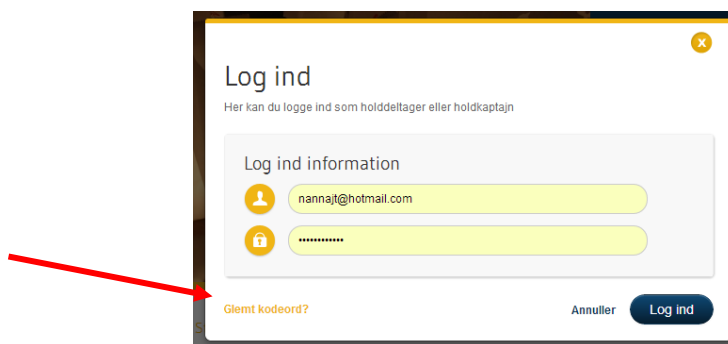 Log ind
Her kan du logge ind som holddeltager eller holdkaptajn
Log ind information
nannajt@hotmail.com
••••••••••••
Glemt kodeord?
Annuller
Log ind